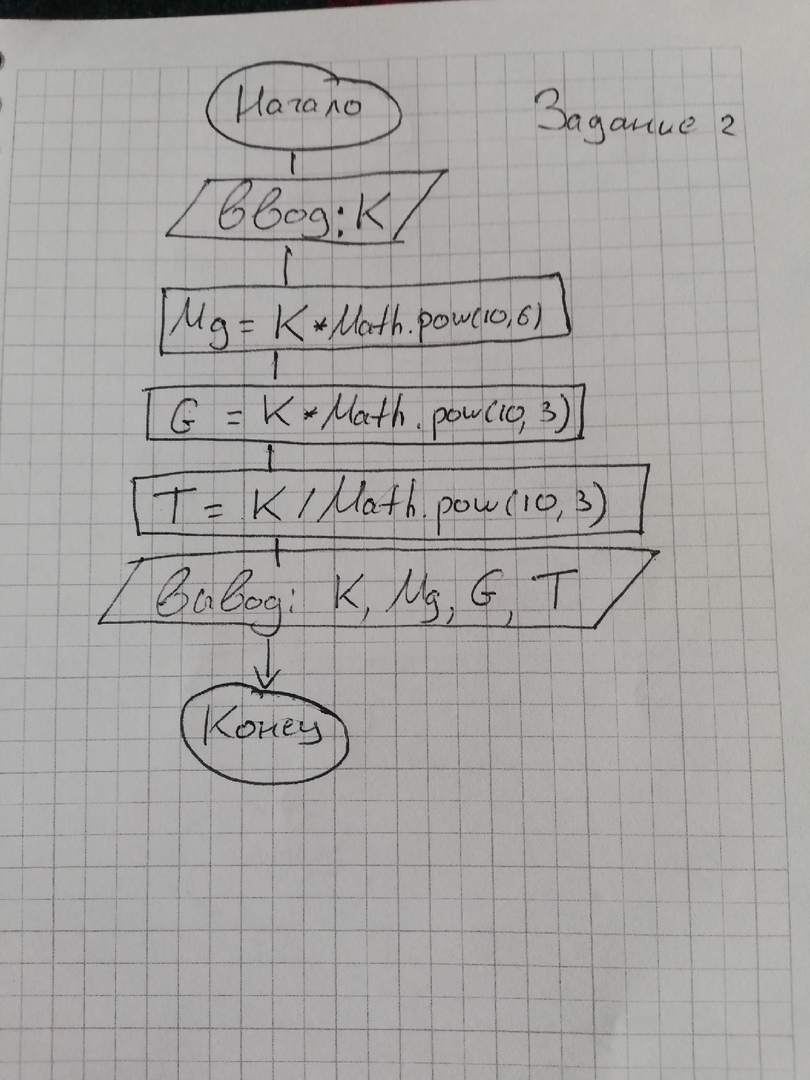 Начало
Задание 2
Ввод: K
Mg = K * Math.pow(10,6)
G = K * Math.pow(10,3)
T = K / Math.pow(10,3)
Вывод: K, Mg, G, T
Конец